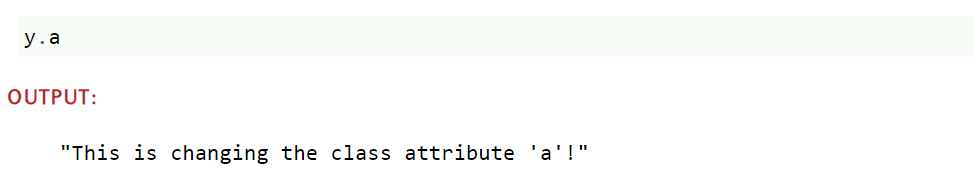 y.a
OUTPUT:
"This is changing the class attribute 'a'!"